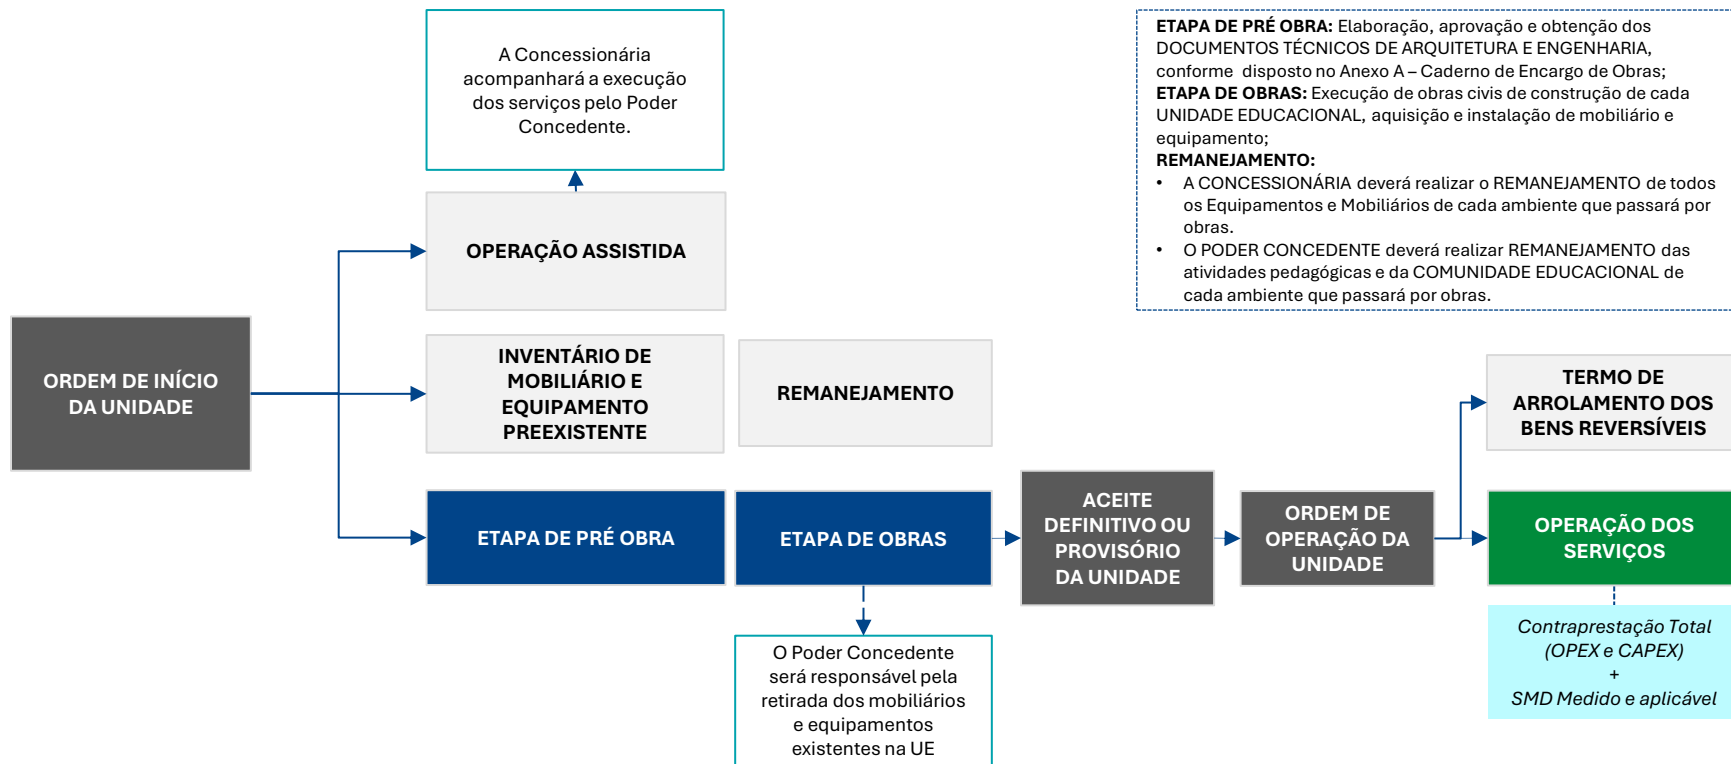 A Concessionária
acompanhará a execução
dos serviços pelo Poder
Concedente.
ETAPA DE PRÉ OBRA: Elaboração, aprovação e obtenção dos
DOCUMENTOS TÉCNICOS DE ARQUITETURA E ENGENHARIA,
conforme disposto no Anexo A – Caderno de Encargo de Obras;
ETAPA DE OBRAS: Execução de obras civis de construção de cada
UNIDADE EDUCACIONAL, aquisição e instalação de mobiliário e
equipamento;
REMANEJAMENTO:
• A CONCESSIONÁRIA deverá realizar o REMANEJAMENTO de todos
os Equipamentos e Mobiliários de cada ambiente que passará por
obras.
• O PODER CONCEDENTE deverá realizar REMANEJAMENTO das
atividades pedagógicas e da COMUNIDADE EDUCACIONAL de
cada ambiente que passará por obras.
OPERAÇÃO ASSISTIDA
ORDEM DE INÍCIO
DA UNIDADE
INVENTÁRIO DE
MOBILIÁRIO E
EQUIPAMENTO
PREEXISTENTE
REMANEJAMENTO
TERMO DE
ARROLAMENTO DOS
BENS REVERSÍVEIS
ETAPA DE PRÉ OBRA
ETAPA DE OBRAS
ACEITE
DEFINITIVO OU
PROVISÓRIO
DA UNIDADE
ORDEM DE
OPERAÇÃO DA
UNIDADE
OPERAÇÃO DOS
SERVIÇOS
O Poder Concedente
será responsável pela
retirada dos mobiliários
e equipamentos
existentes na UE
Contraprestação Total
(OPEX e CAPEX)
+
SMD Medido e aplicável